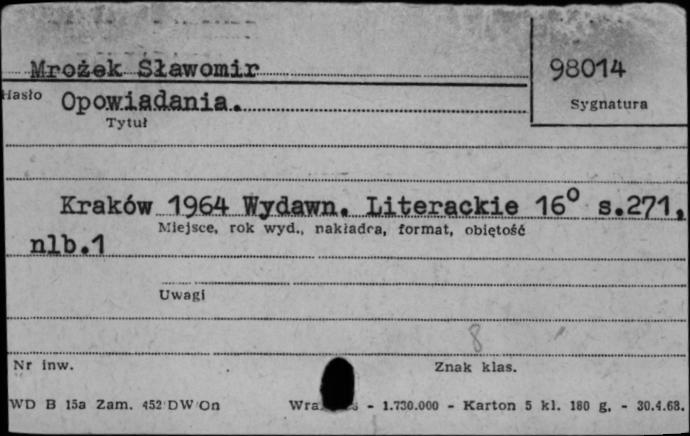 Mrożek Sławomir
98014
Hasło
Opowiadania.
Sygnatura
Tytuł
Kraków 1964 Wydawn. Literackie 16° s.271,
Miejsce, rok wyd., nakładca, format, objętość
nlb.1
Uwagi
8
Nr inw.
Znak klas.
WD B 15a Zam. 452 DW On
- 1.730.000 - Karton 5 kl. 180 g. - 30.4.68.